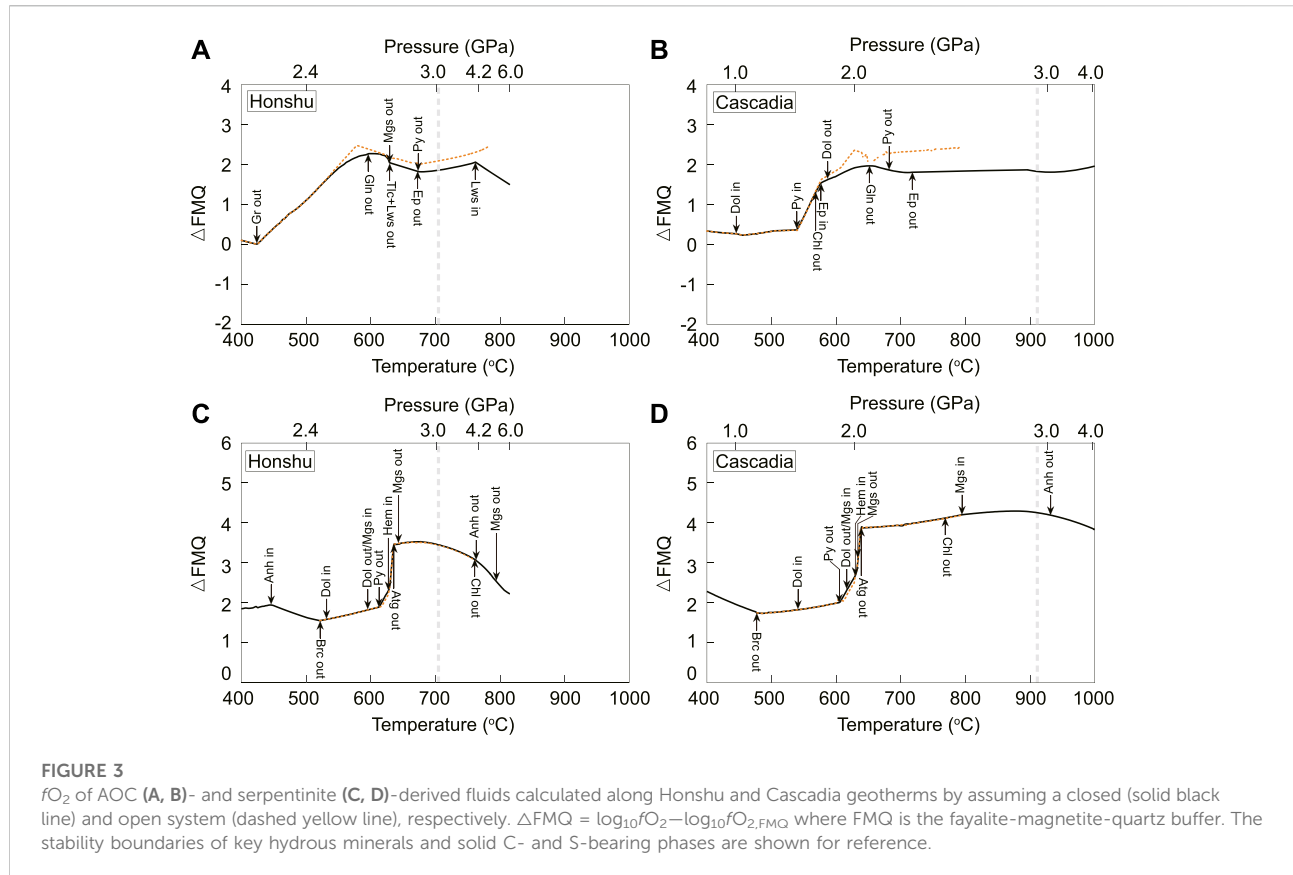 A
Pressure (GPa)
2.4 3.0 4.2 6.0
Honshu
4
3
2
1
0
-1
-2
△FMQ
Gr out
Gln out
Mgs out
Tlc+Lws out
Py out
Ep out
Lws in
400 500 600 700 800 900 1000
Temperature (°C)
B
Pressure (GPa)
1.0 2.0 3.0 4.0
Cascadia
4
3
2
1
0
-1
-2
△FMQ
Dol in
Py in
Chl out
Ep in
Dol out
Gln out
Py out
Ep out
400 500 600 700 800 900 1000
Temperature (°C)
C
Pressure (GPa)
2.4 3.0 4.2 6.0
Honshu
6
5
4
3
2
1
0
△FMQ
Anh in
Brc out
Dol in
Dol out/Mgs in
Py out
Hem in
Atg out
Mgs out
Anh out
Chl out
Mgs out
400 500 600 700 800 900 1000
Temperature (°C)
D
Pressure (GPa)
1.0 2.0 3.0 4.0
Cascadia
6
5
4
3
2
1
0
△FMQ
Brc out
Dol in
Py out
Dol out/Mgs in
Hem in
Mgs out
Atg out
Chl out
Mgs in
Anh out
400 500 600 700 800 900 1000
Temperature (°C)
FIGURE 3
fO₂ of AOC (A, B)- and serpentinite (C, D)-derived fluids calculated along Honshu and Cascadia geotherms by assuming a closed (solid black
line) and open system (dashed yellow line), respectively. △FMQ = log₁₀fO₂—log₁₀fO₂,FMQ where FMQ is the fayalite-magnetite-quartz buffer. The
stability boundaries of key hydrous minerals and solid C- and S-bearing phases are shown for reference.